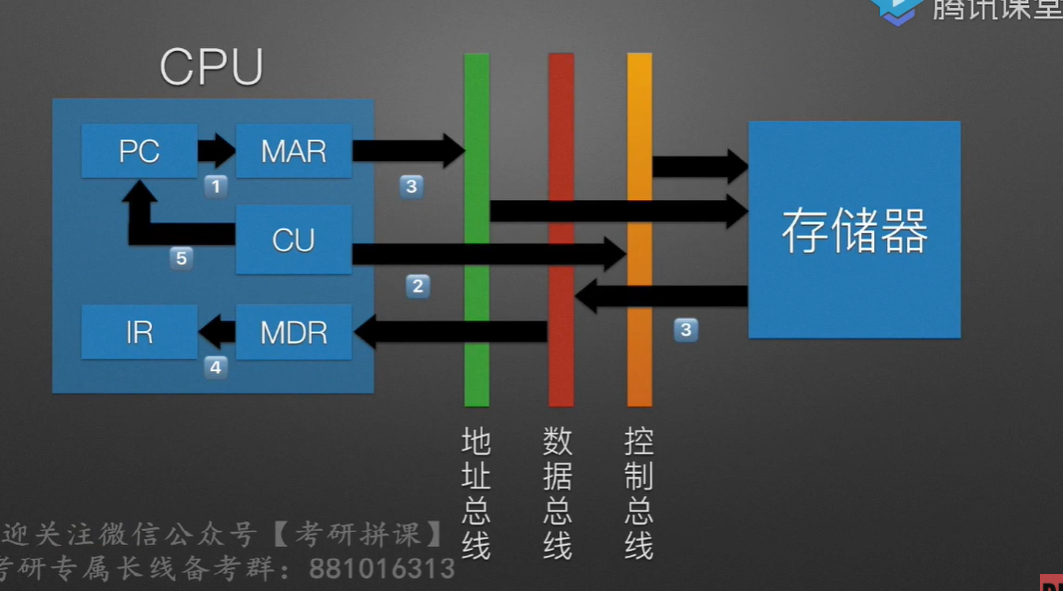 腾讯课堂
CPU
PC
MAR
1
3
CU
存储器
5
2
IR
MDR
4
3
地址总线
数据总线
控制总线
迎关注微信公众号【考研拼课】
考研专属长线备考群：881016313